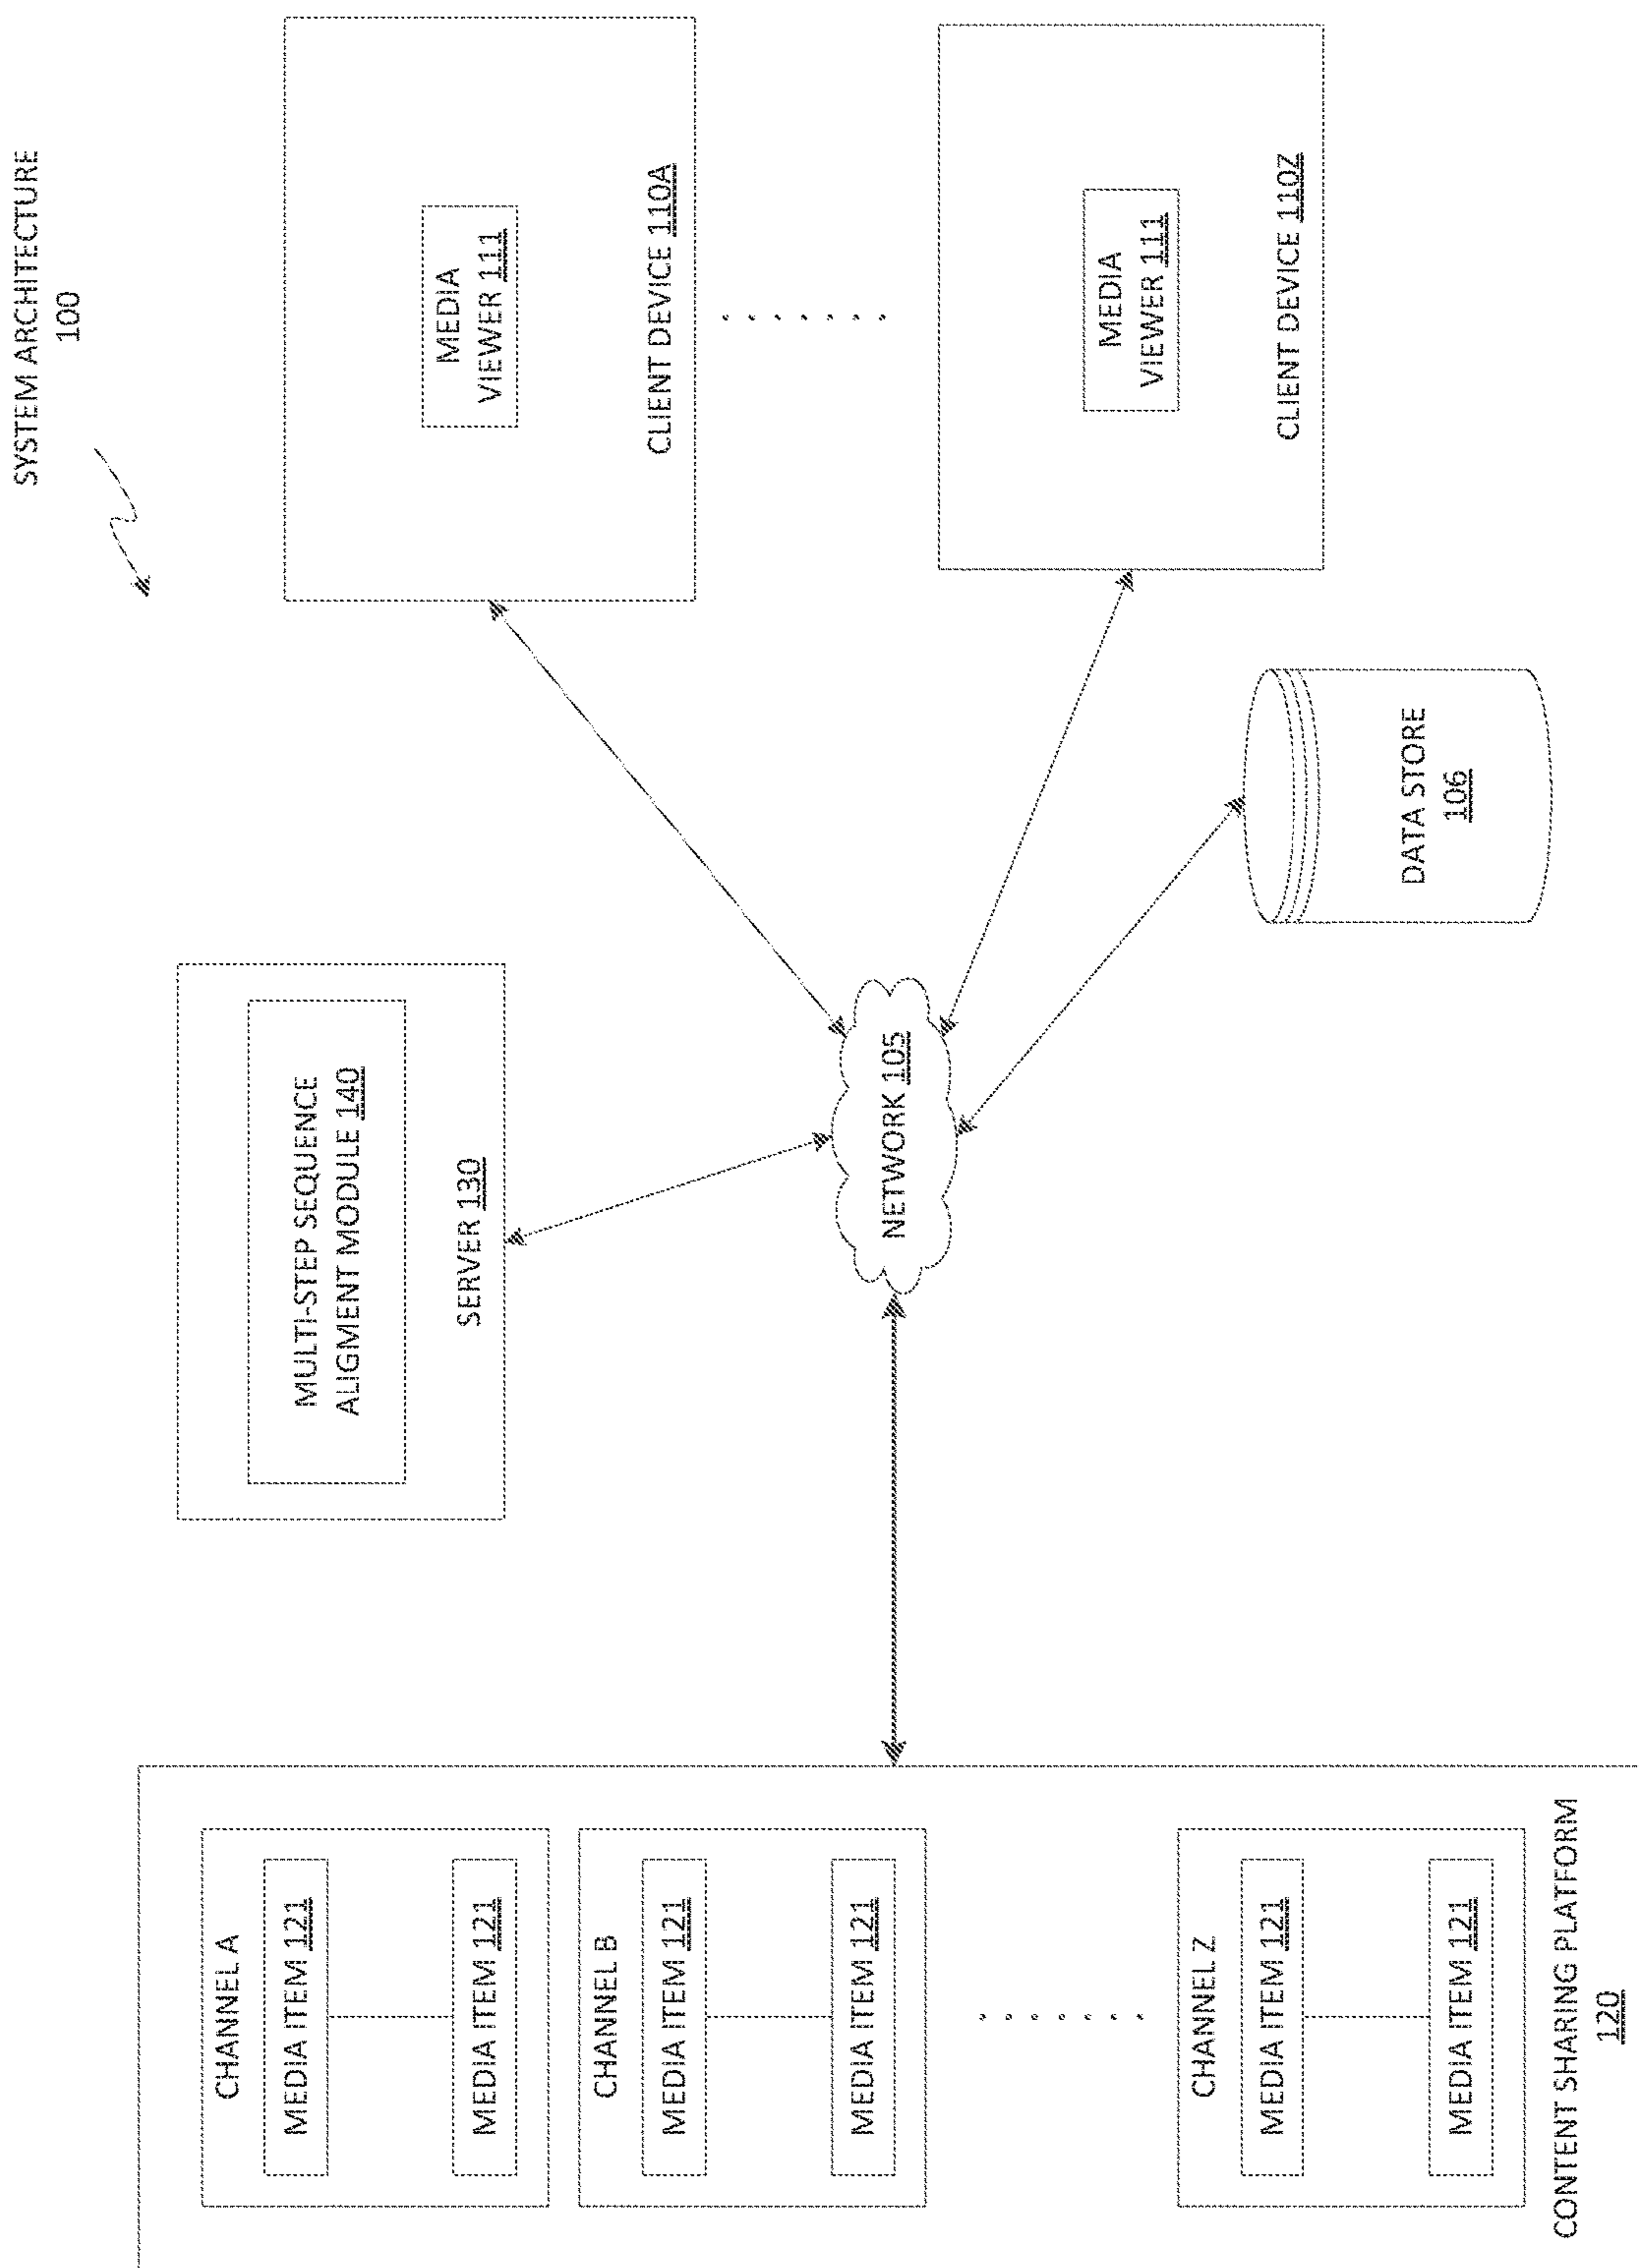 SYSTEM ARCHITECTURE
100
CHANNEL A
MEDIA ITEM 121
MEDIA ITEM 121
CHANNEL B
MEDIA ITEM 121
MEDIA ITEM 121
CHANNEL Z
MEDIA ITEM 121
MEDIA ITEM 121
CONTENT SHARING PLATFORM
120
MULTI-STEP SEQUENCE
ALIGMENT MODULE 140
SERVER 130
NETWORK 105
MEDIA
VIEWER 111
CLIENT DEVICE 110A
MEDIA
VIEWER 111
CLIENT DEVICE 110Z
DATA STORE
106